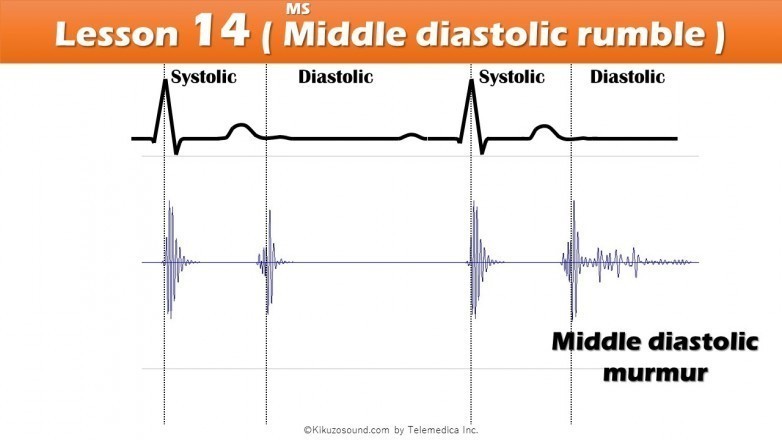 MS
Lesson 14 ( Middle diastolic rumble )
Systolic Diastolic Systolic Diastolic
Middle diastolic
murmur
©Kikuzosound.com by Telemedica Inc.